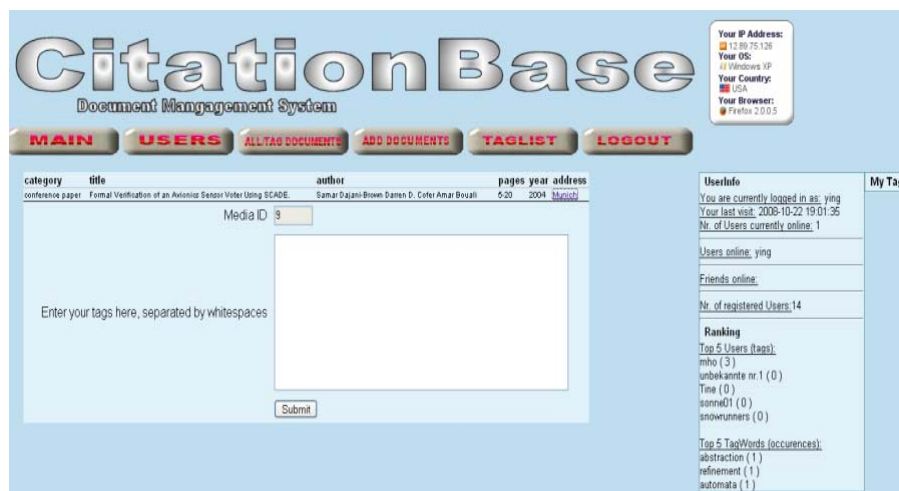 CitationBase
Document Mangagement System
Your IP Address:
12.89.75.126
Your OS:
Windows XP
Your Country:
USA
Your Browser:
Firefox 2.0.0.5
MAIN USERS ALL/TAG DOCUMENTS ADD DOCUMENTS TAGLIST LOGOUT
category title author pages year address
conference paper Formal Verification of an Avionics Sensor Voter Using SCADE. Samar Dajani-Brown Darren D. Cofer Amar Bouali 5-20 2004 Munich
Media ID 9
Enter your tags here, separated by whitespaces
Submit
UserInfo
You are currently logged in as: ying
Your last visit: 2008-10-22 19:01:35
Nr. of Users currently online: 1
Users online: ying
Friends online:
Nr. of registered Users:14
Ranking
Top 5 Users (tags):
mho ( 3 )
unbekannte nr.1 ( 0 )
Tine ( 0 )
sonne01 ( 0 )
snowrunners ( 0 )
Top 5 TagWords (occurences):
abstraction ( 1 )
refinement ( 1 )
automata ( 1 )
My Tag